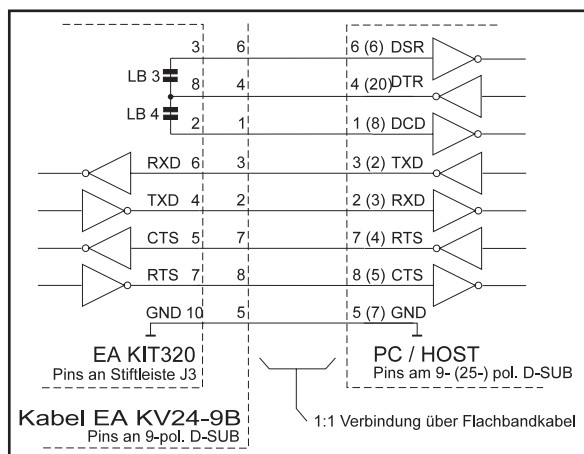 3 6 6 (6) DSR
LB 3
8 4 4 (20) DTR
LB 4
2 1 1 (8) DCD
RXD 6 3 3 (2) TXD
TXD 4 2 2 (3) RXD
CTS 5 7 7 (4) RTS
RTS 7 8 8 (5) CTS
GND 10 5 5 (7) GND
EA KIT320
Pins an Stiftleiste J3
PC / HOST
Pins am 9- (25-) pol. D-SUB
Kabel EA KV24-9B
Pins an 9-pol. D-SUB
1:1 Verbindung über Flachbandkabel